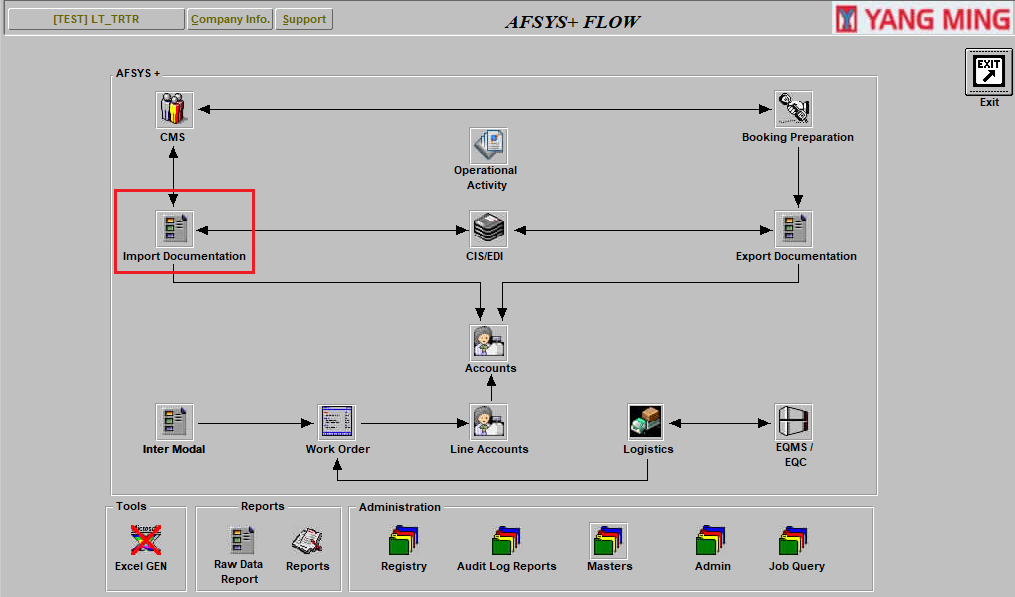 [TEST] LT_TRTR
Company Info.
Support
AFSYS+ FLOW
YANG MING
EXIT
Exit
AFSYS +
CMS
Booking Preparation
Operational
Activity
Import Documentation
CIS/EDI
Export Documentation
Accounts
Inter Modal
Work Order
Line Accounts
Logistics
EQMS /
EQC
Tools
Reports
Administration
Microsof
Excel GEN
Raw Data
Report
Reports
Registry
Audit Log Reports
Masters
Admin
Job Query